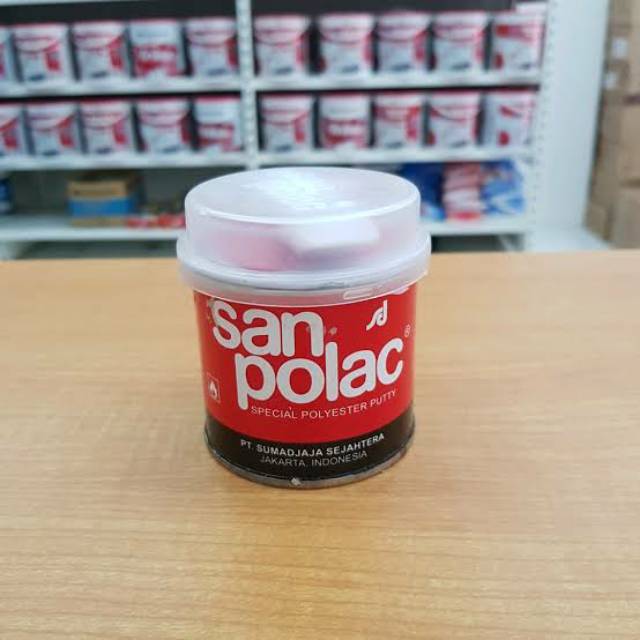 san
polac®
SPECIAL POLYESTER PUTTY
PT. SUMADJAJA SEJAHTERA
JAKARTA, INDONESIA